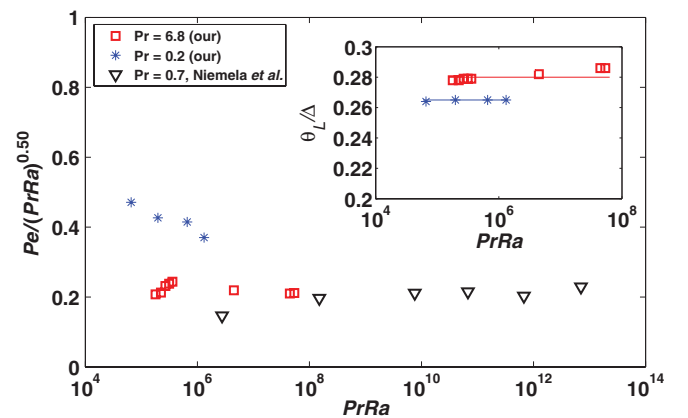 Pe/(PrRa)^0.50
1
0.8
0.6
0.4
0.2
0
Pr = 6.8 (our)
Pr = 0.2 (our)
Pr = 0.7, Niemela et al.
θ_L/Δ
0.3
0.28
0.26
0.24
0.22
0.2
10^4 10^6 10^8
PrRa
10^4 10^6 10^8 10^10 10^12 10^14
PrRa